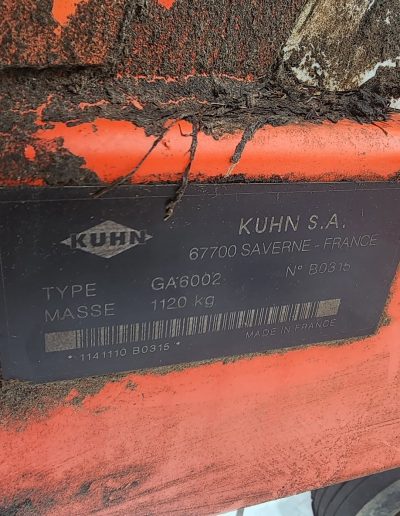 KUHN
KUHN S.A.
67700 SAVERNE - FRANCE
TYPE GA6002 N° B0315
MASSE 1120 kg
MADE IN FRANCE
* 1141110 B0315 *